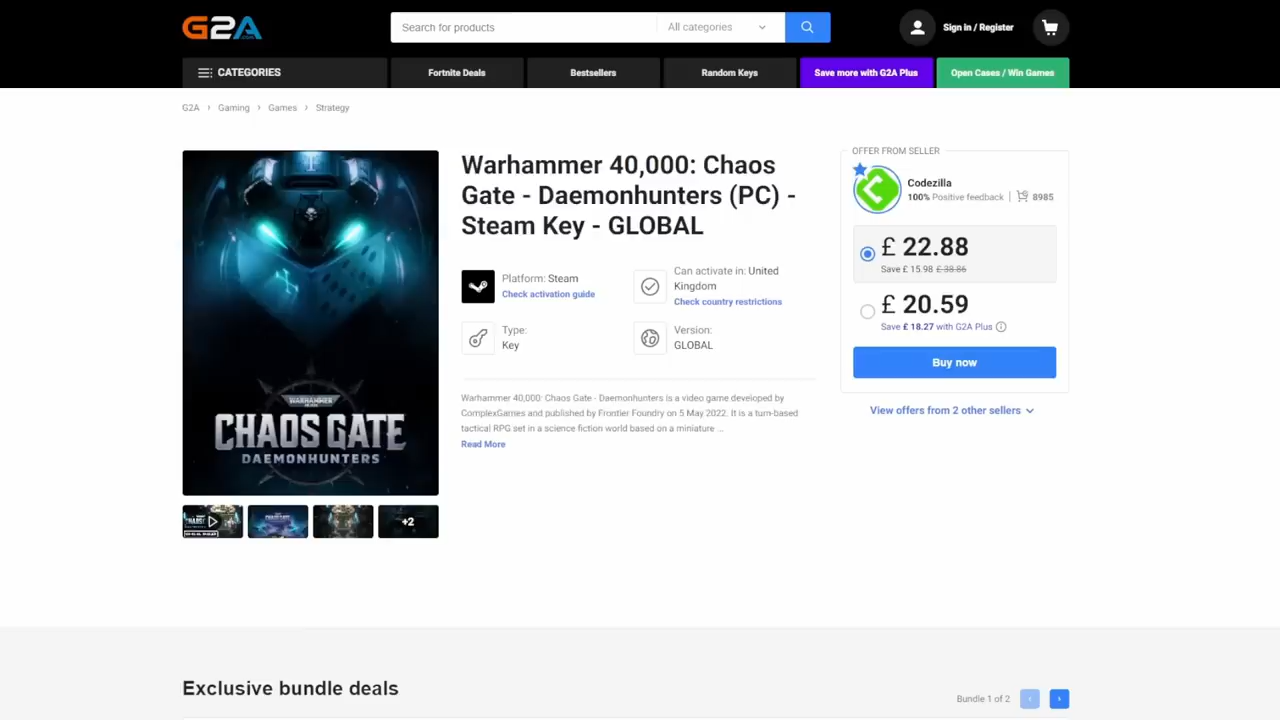 G2A.COM
Search for products
All categories
Sign in / Register
CATEGORIES
Fortnite Deals
Bestsellers
Random Keys
Save more with G2A Plus
Open Cases / Win Games
G2A › Gaming › Games › Strategy
WARHAMMER
CHAOS GATE
DAEMONHUNTERS
+2
Warhammer 40,000: Chaos
Gate - Daemonhunters (PC) -
Steam Key - GLOBAL
Platform: Steam
Check activation guide
Can activate in: United
Kingdom
Check country restrictions
Type:
Key
Version:
GLOBAL
Warhammer 40,000: Chaos Gate - Daemonhunters is a video game developed by
ComplexGames and published by Frontier Foundry on 5 May 2022. It is a turn-based
tactical RPG set in a science fiction world based on a miniature ...
Read More
OFFER FROM SELLER
Codezilla
100% Positive feedback | 8985
£ 22.88
Save £ 15.98 £ 38.86
£ 20.59
Save £ 18.27 with G2A Plus
Buy now
View offers from 2 other sellers
Exclusive bundle deals
Bundle 1 of 2